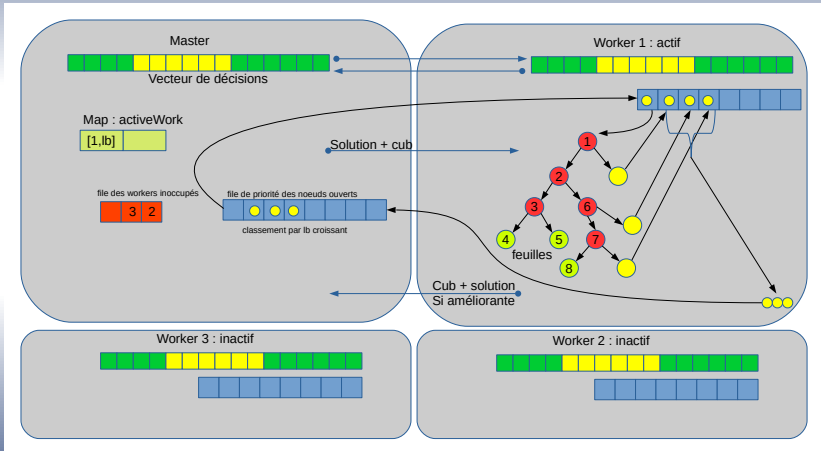 Master
Vecteur de décisions
Map : activeWork
[1,lb]
file des workers inoccupés
3 2
file de priorité des noeuds ouverts
classement par lb croissant
Solution + cub
Cub + solution
Si améliorante
Worker 1 : actif
1
2
3
6
4
5
7
feuilles
8
Worker 3 : inactif
Worker 2 : inactif